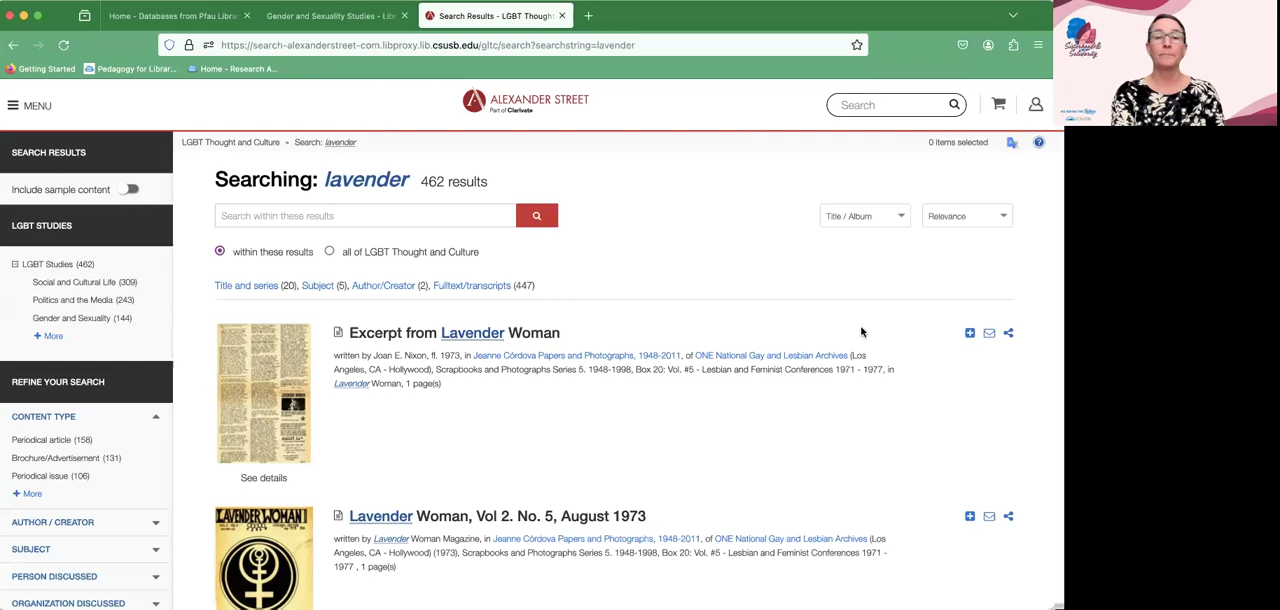 Home - Databases from Pfau Libra
Gender and Sexuality Studies - Libr
Search Results - LGBT Thought
https://search-alexanderstreet-com.libproxy.lib.csusb.edu/gltc/search?searchstring=lavender
Getting Started
Pedagogy for Librar...
Home - Research A...
Sisterhood &
Solidarity
CSUSB
MENU
ALEXANDER STREET
Part of Clarivate
Search
SEARCH RESULTS
Include sample content
LGBT STUDIES
LGBT Studies (462)
Social and Cultural Life (309)
Politics and the Media (243)
Gender and Sexuality (144)
+ More
REFINE YOUR SEARCH
CONTENT TYPE
Periodical article (158)
Brochure/Advertisement (131)
Periodical issue (106)
+ More
AUTHOR / CREATOR
SUBJECT
PERSON DISCUSSED
ORGANIZATION DISCUSSED
LGBT Thought and Culture » Search: lavender
0 items selected
Searching: lavender 462 results
Search within these results
Title / Album
Relevance
within these results
all of LGBT Thought and Culture
Title and series (20), Subject (5), Author/Creator (2), Fulltext/transcripts (447)
Excerpt from Lavender Woman
written by Joan E. Nixon, fl. 1973, in Jeanne Córdova Papers and Photographs, 1948-2011, of ONE National Gay and Lesbian Archives (Los
Angeles, CA - Hollywood), Scrapbooks and Photographs Series 5. 1948-1998, Box 20: Vol. #5 - Lesbian and Feminist Conferences 1971 - 1977, in
Lavender Woman, 1 page(s)
See details
LAVENDER WOMAN
Lavender Woman, Vol 2. No. 5, August 1973
written by Lavender Woman Magazine, in Jeanne Córdova Papers and Photographs, 1948-2011, of ONE National Gay and Lesbian Archives (Los
Angeles, CA - Hollywood) (1973), Scrapbooks and Photographs Series 5. 1948-1998, Box 20: Vol. #5 - Lesbian and Feminist Conferences 1971 -
1977 , 1 page(s)